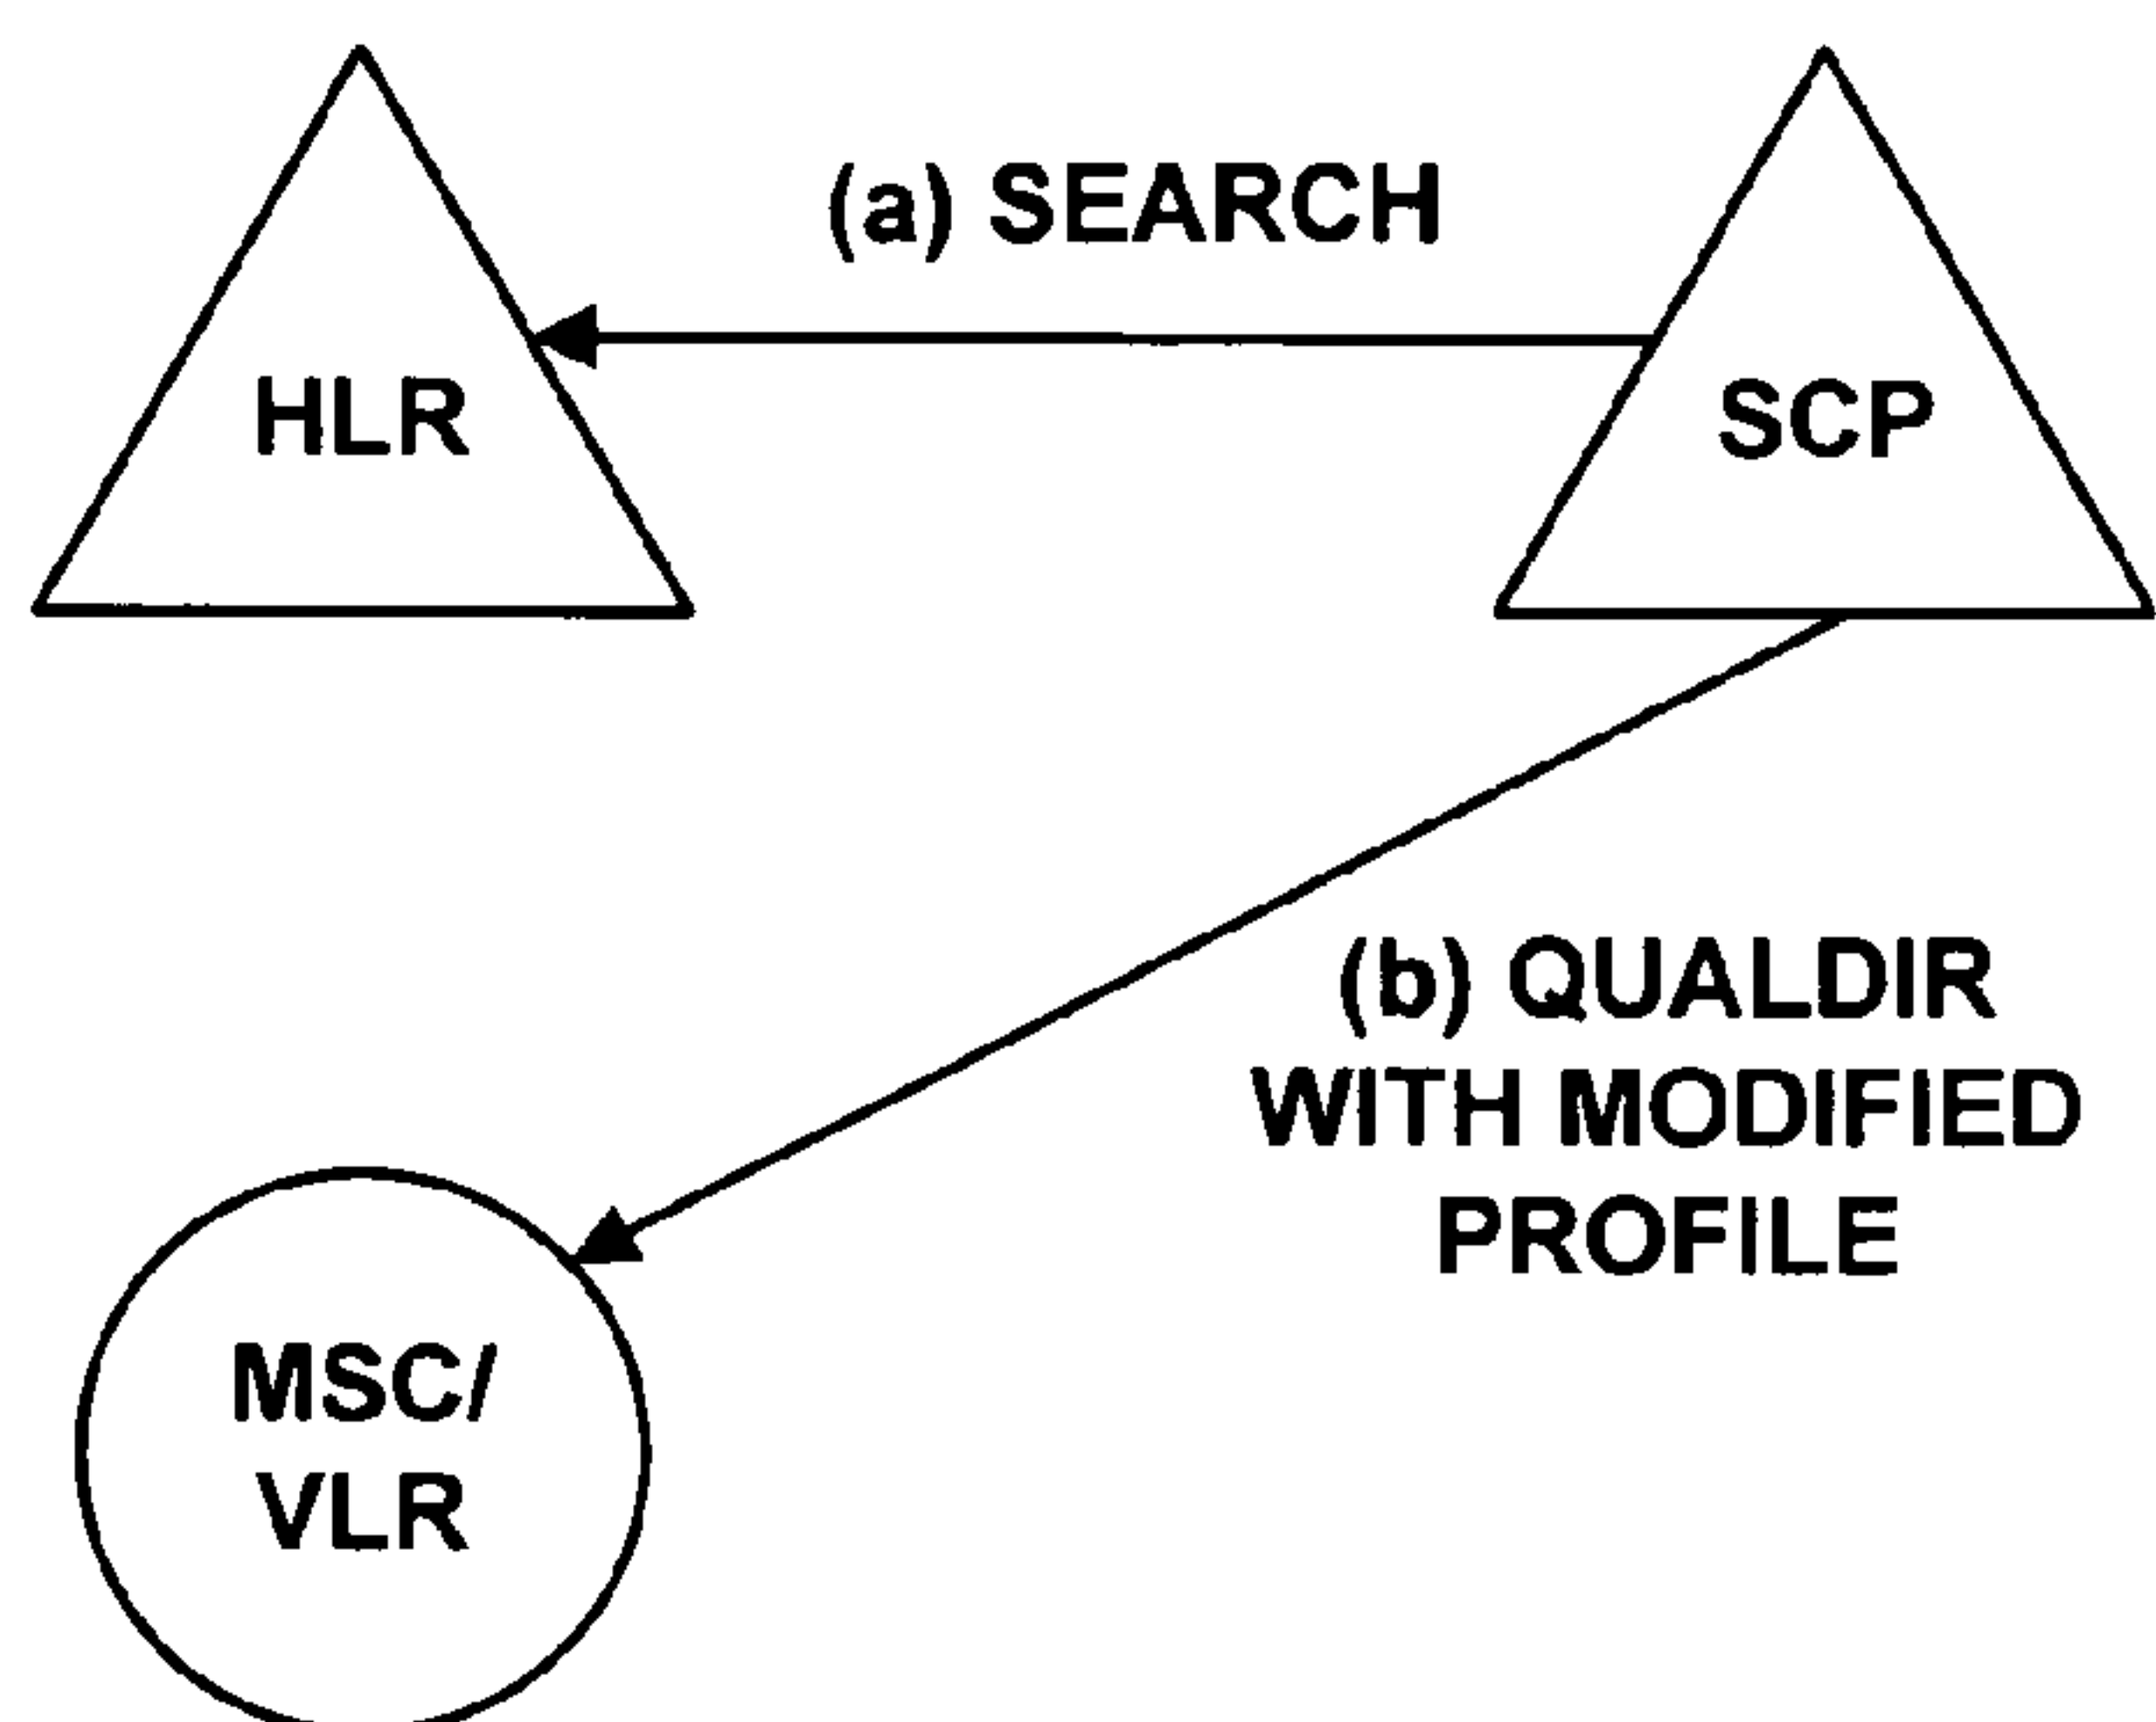 (a) SEARCH
HLR
SCP
(b) QUALDIR
WITH MODIFIED
PROFILE
MSC/
VLR